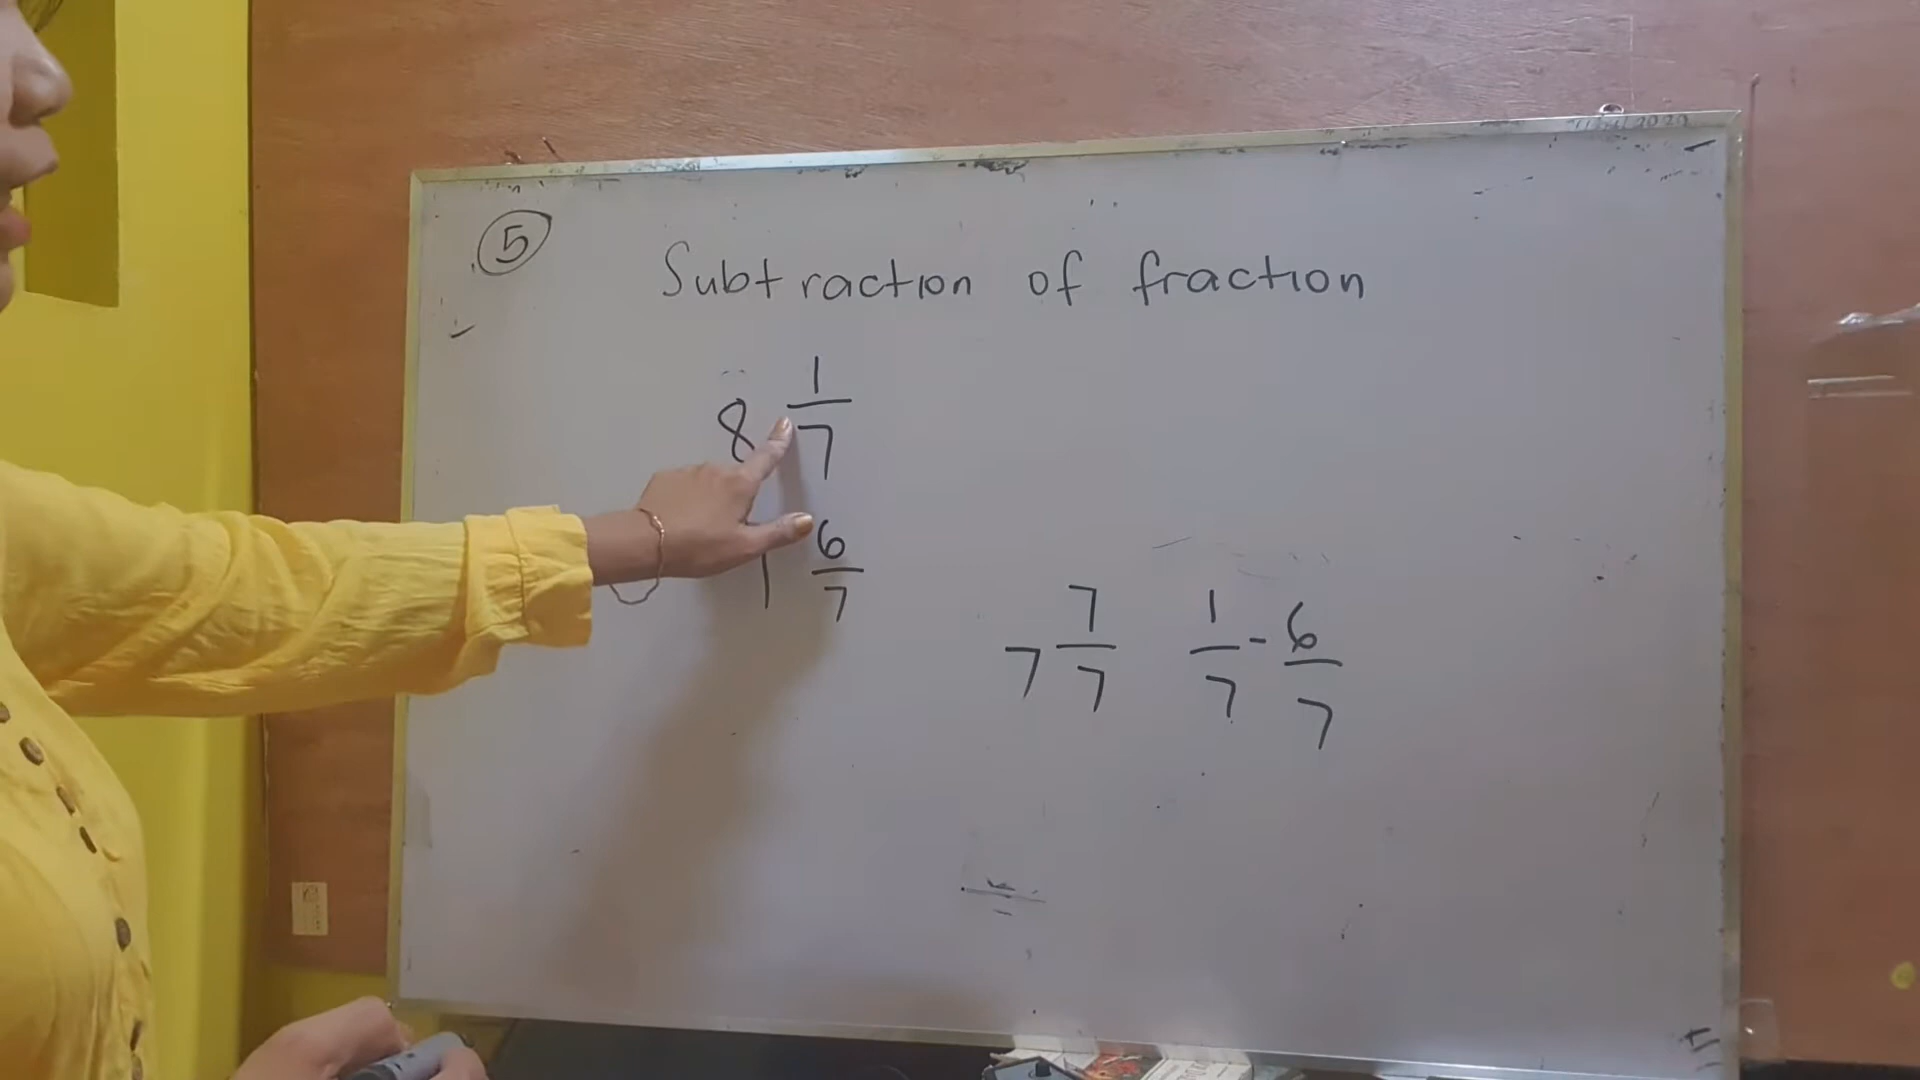 5
Subtraction of fraction
8 1/7
1 6/7
7 7/7 1/7 - 6/7